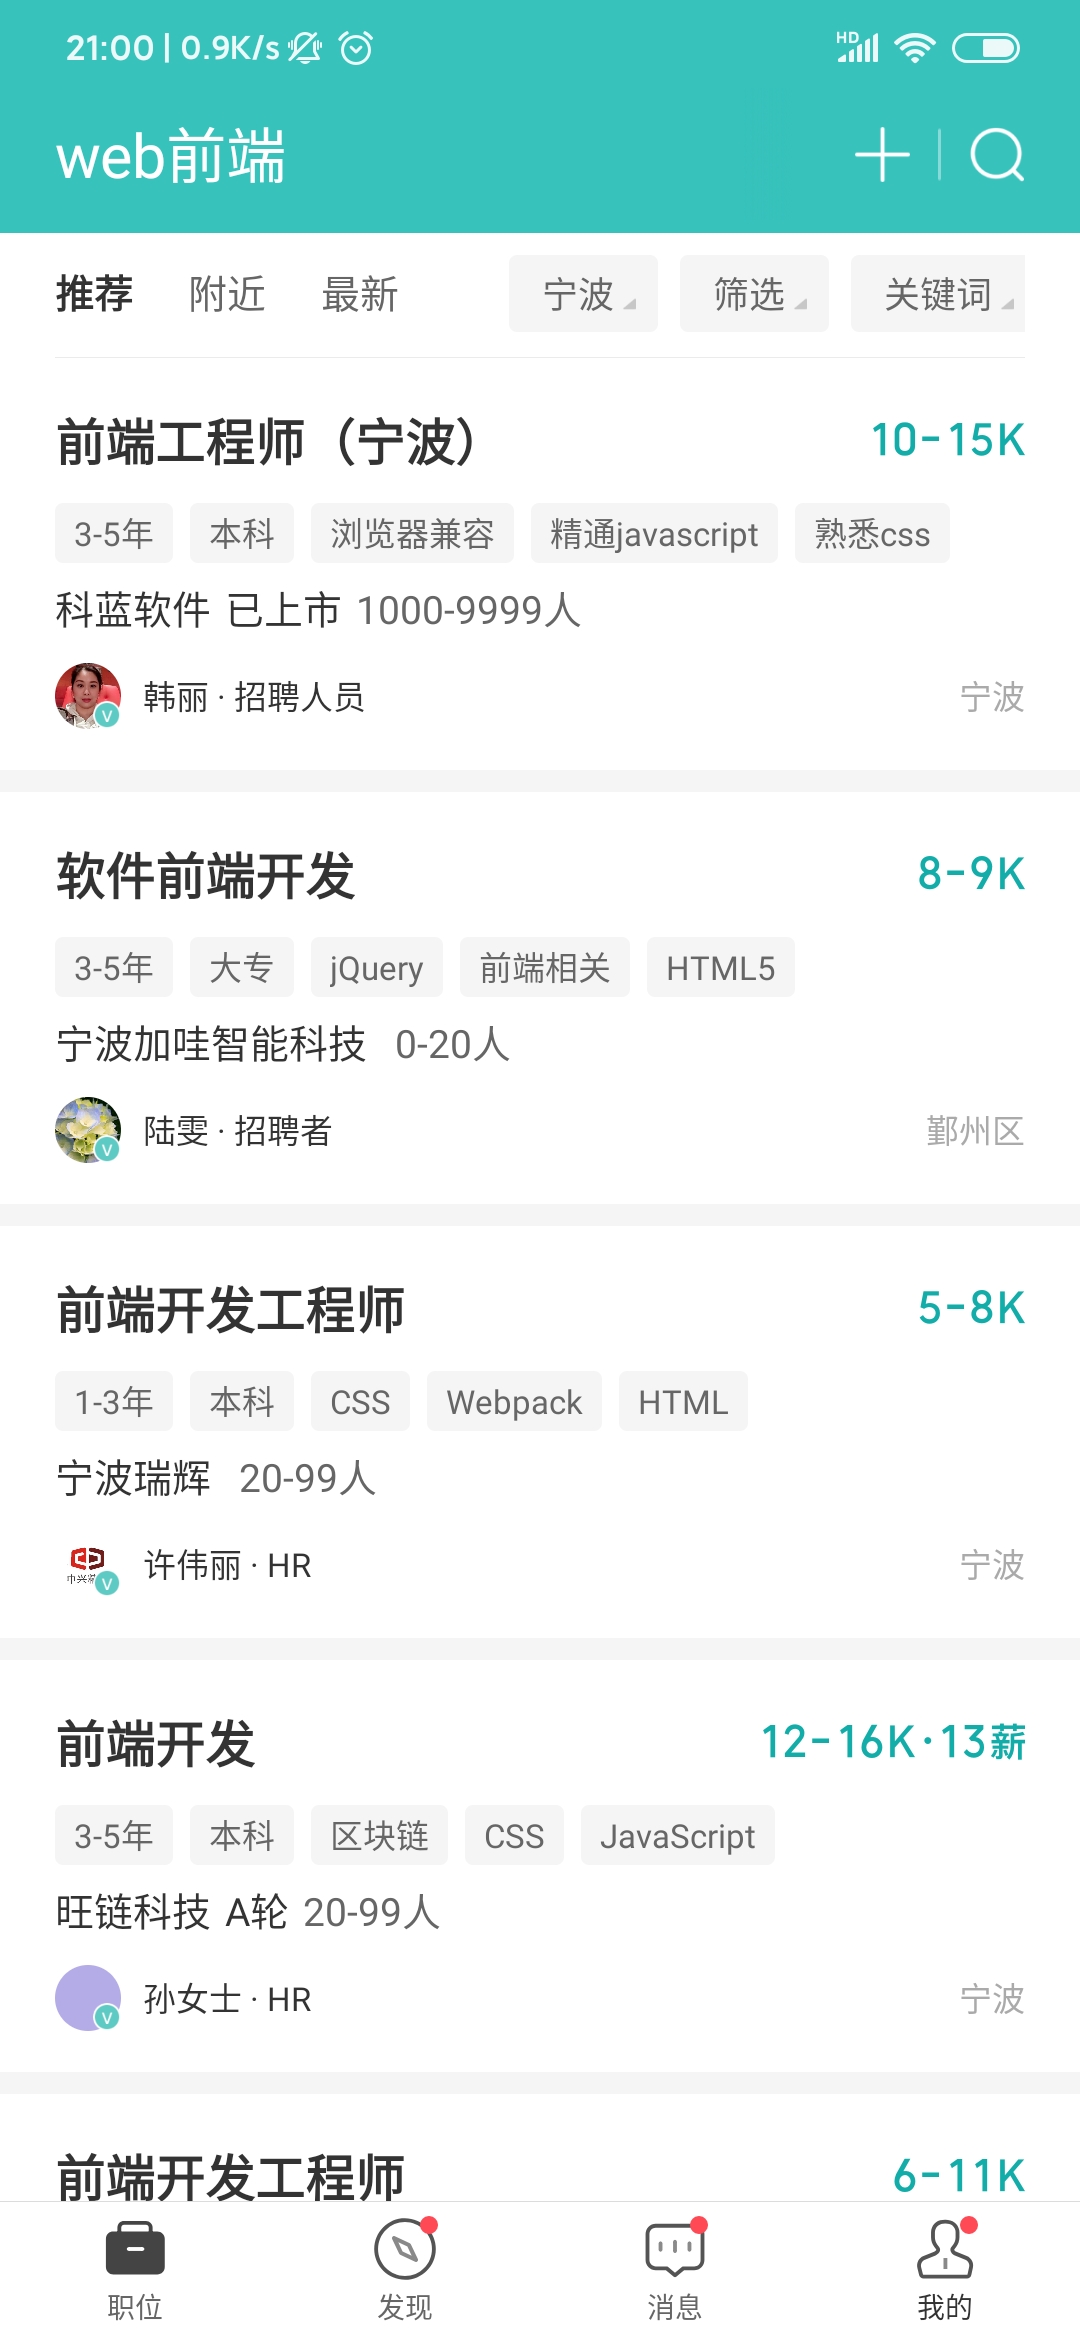 21:00 | 0.9K/s
HD
web前端
推荐 附近 最新 宁波 筛选 关键词
前端工程师（宁波） 10-15K
3-5年 本科 浏览器兼容 精通javascript 熟悉css
科蓝软件 已上市 1000-9999人
V 韩丽 · 招聘人员 宁波
软件前端开发 8-9K
3-5年 大专 jQuery 前端相关 HTML5
宁波加哇智能科技 0-20人
V 陆雯 · 招聘者 鄞州区
前端开发工程师 5-8K
1-3年 本科 CSS Webpack HTML
宁波瑞辉 20-99人
V 许伟丽 · HR 宁波
前端开发 12-16K·13薪
3-5年 本科 区块链 CSS JavaScript
旺链科技 A轮 20-99人
V 孙女士 · HR 宁波
前端开发工程师 6-11K
职位 发现 消息 我的